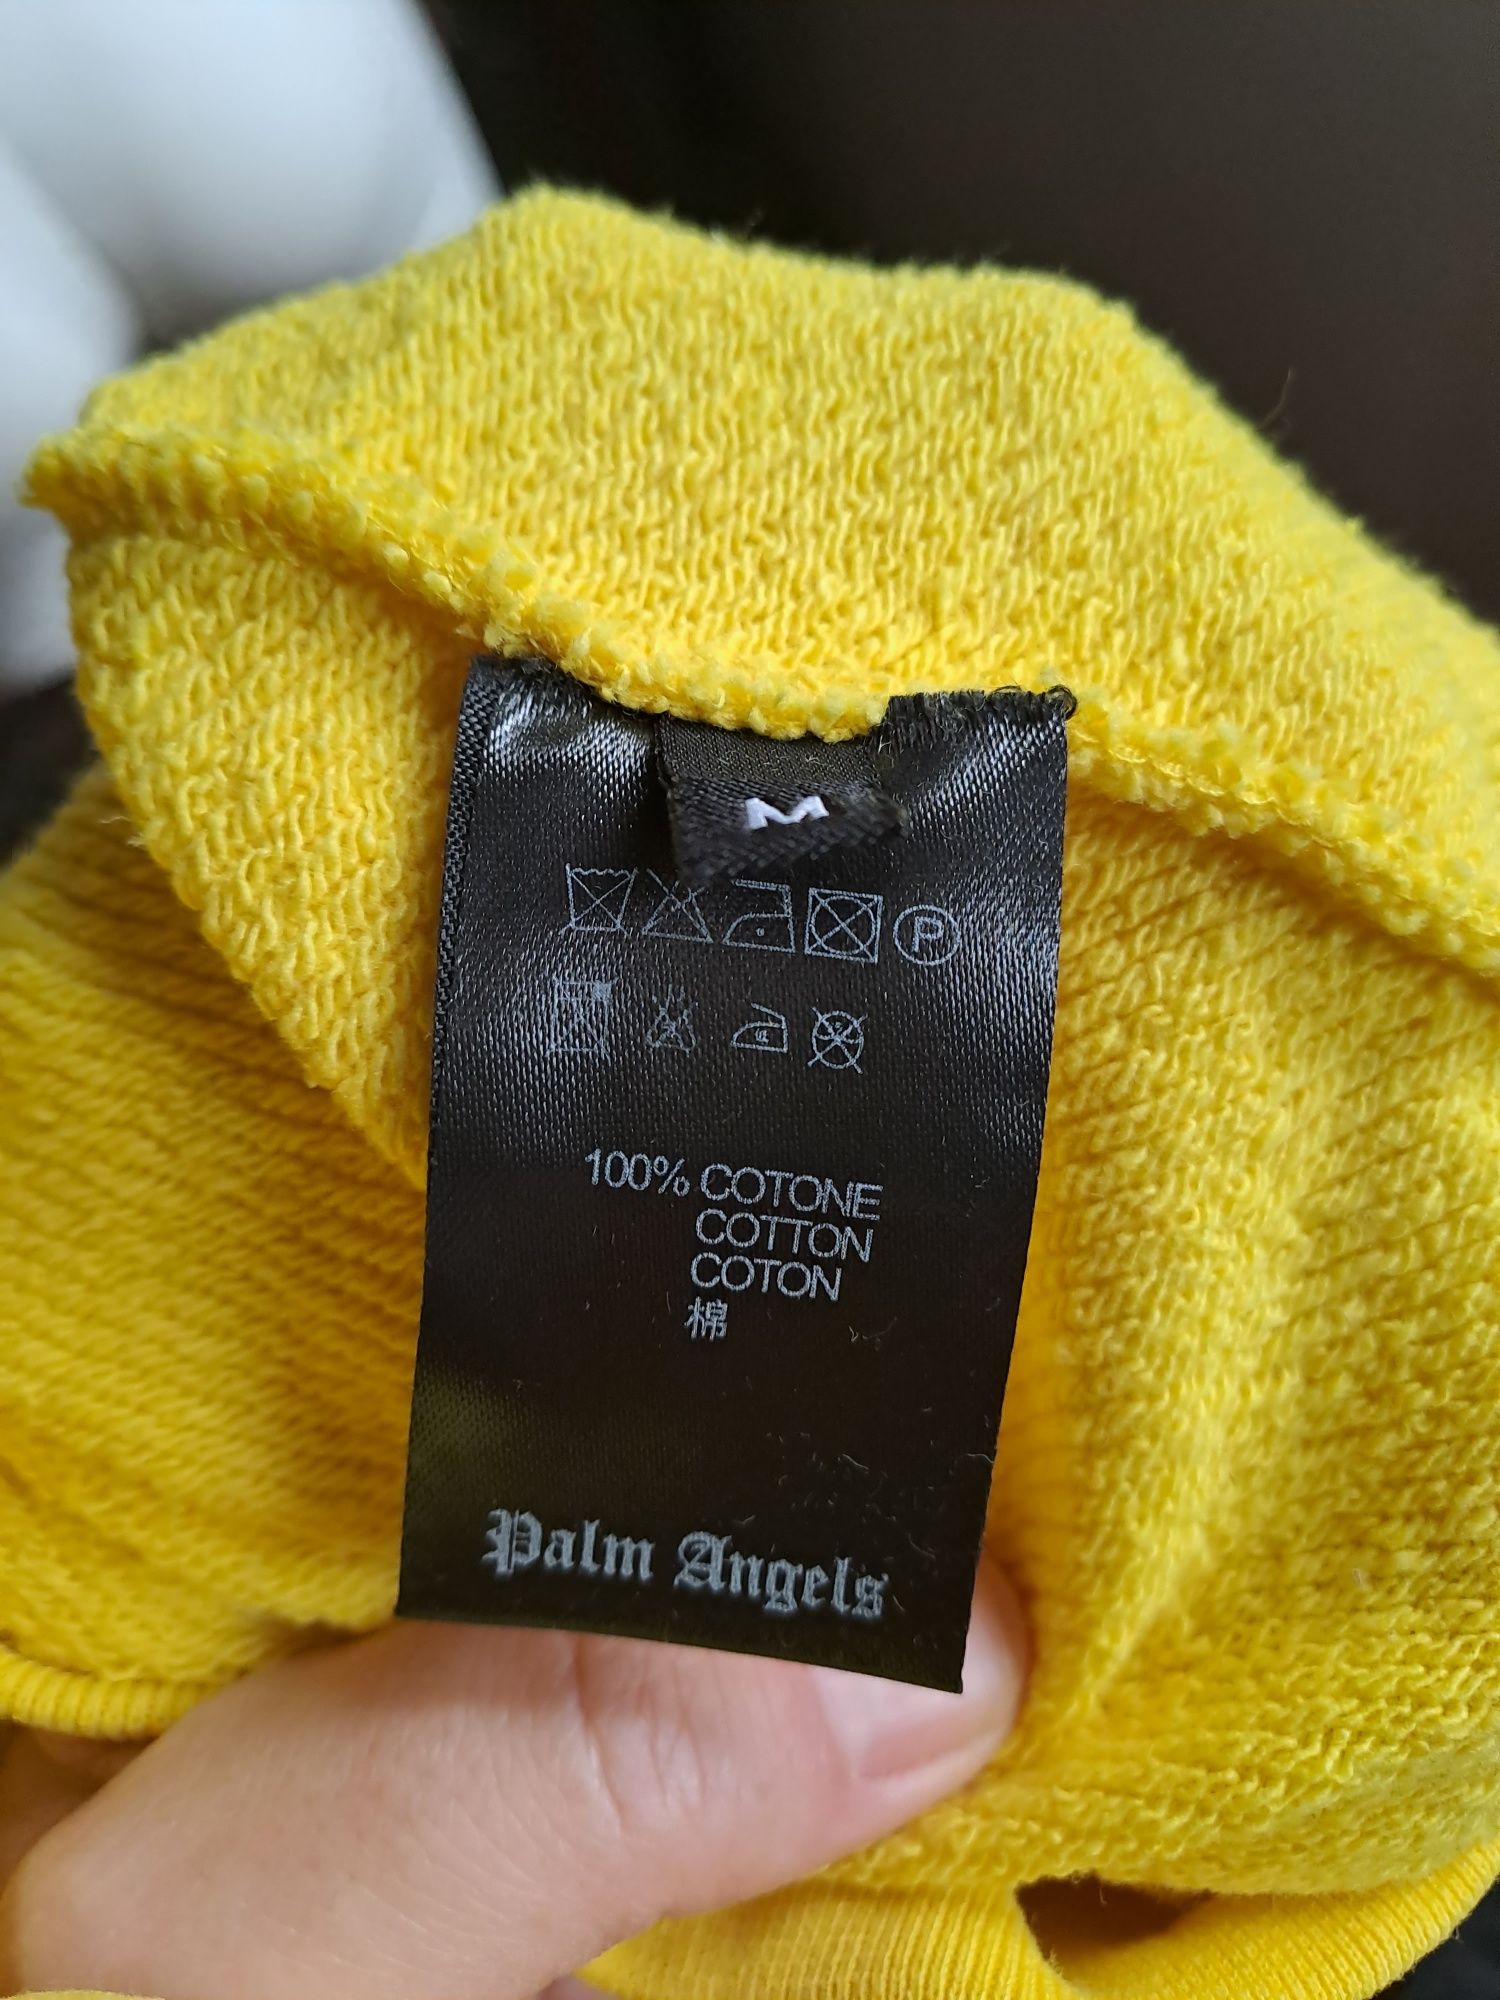 M
P
100% COTONE
COTTON
COTON
棉
Palm Angels